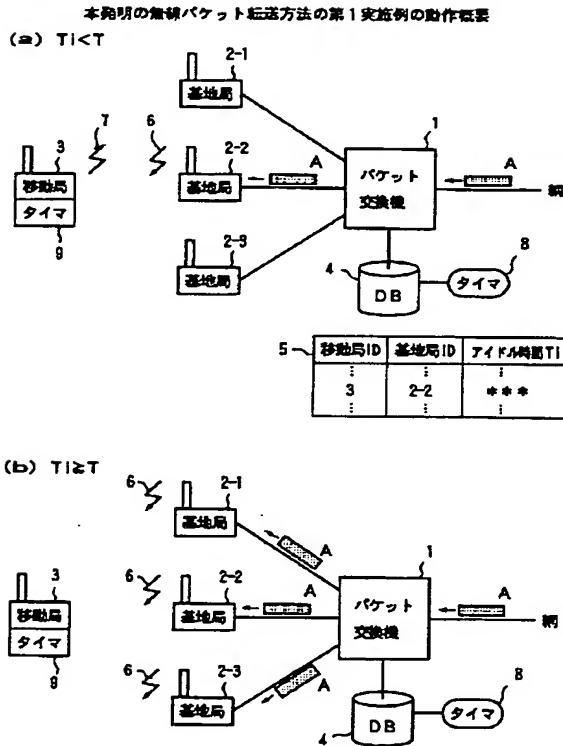 本発明の無線パケット転送方法の第1実施例の動作概要
(a) Ti<T
2-1
基地局
7
6
2-2
1
3
A
A
移動局
基地局
パケット
交換機
網
タイマ
9
2-3
基地局
4
8
DB
タイマ
5
移動局ID 基地局ID アイドル時間Ti
3 2-2 ***
(b) Ti≧T
6
2-1
基地局
A
1
6
2-2
3
A
A
移動局
基地局
パケット
交換機
網
タイマ
9
6
2-3
A
基地局
8
4
DB
タイマ